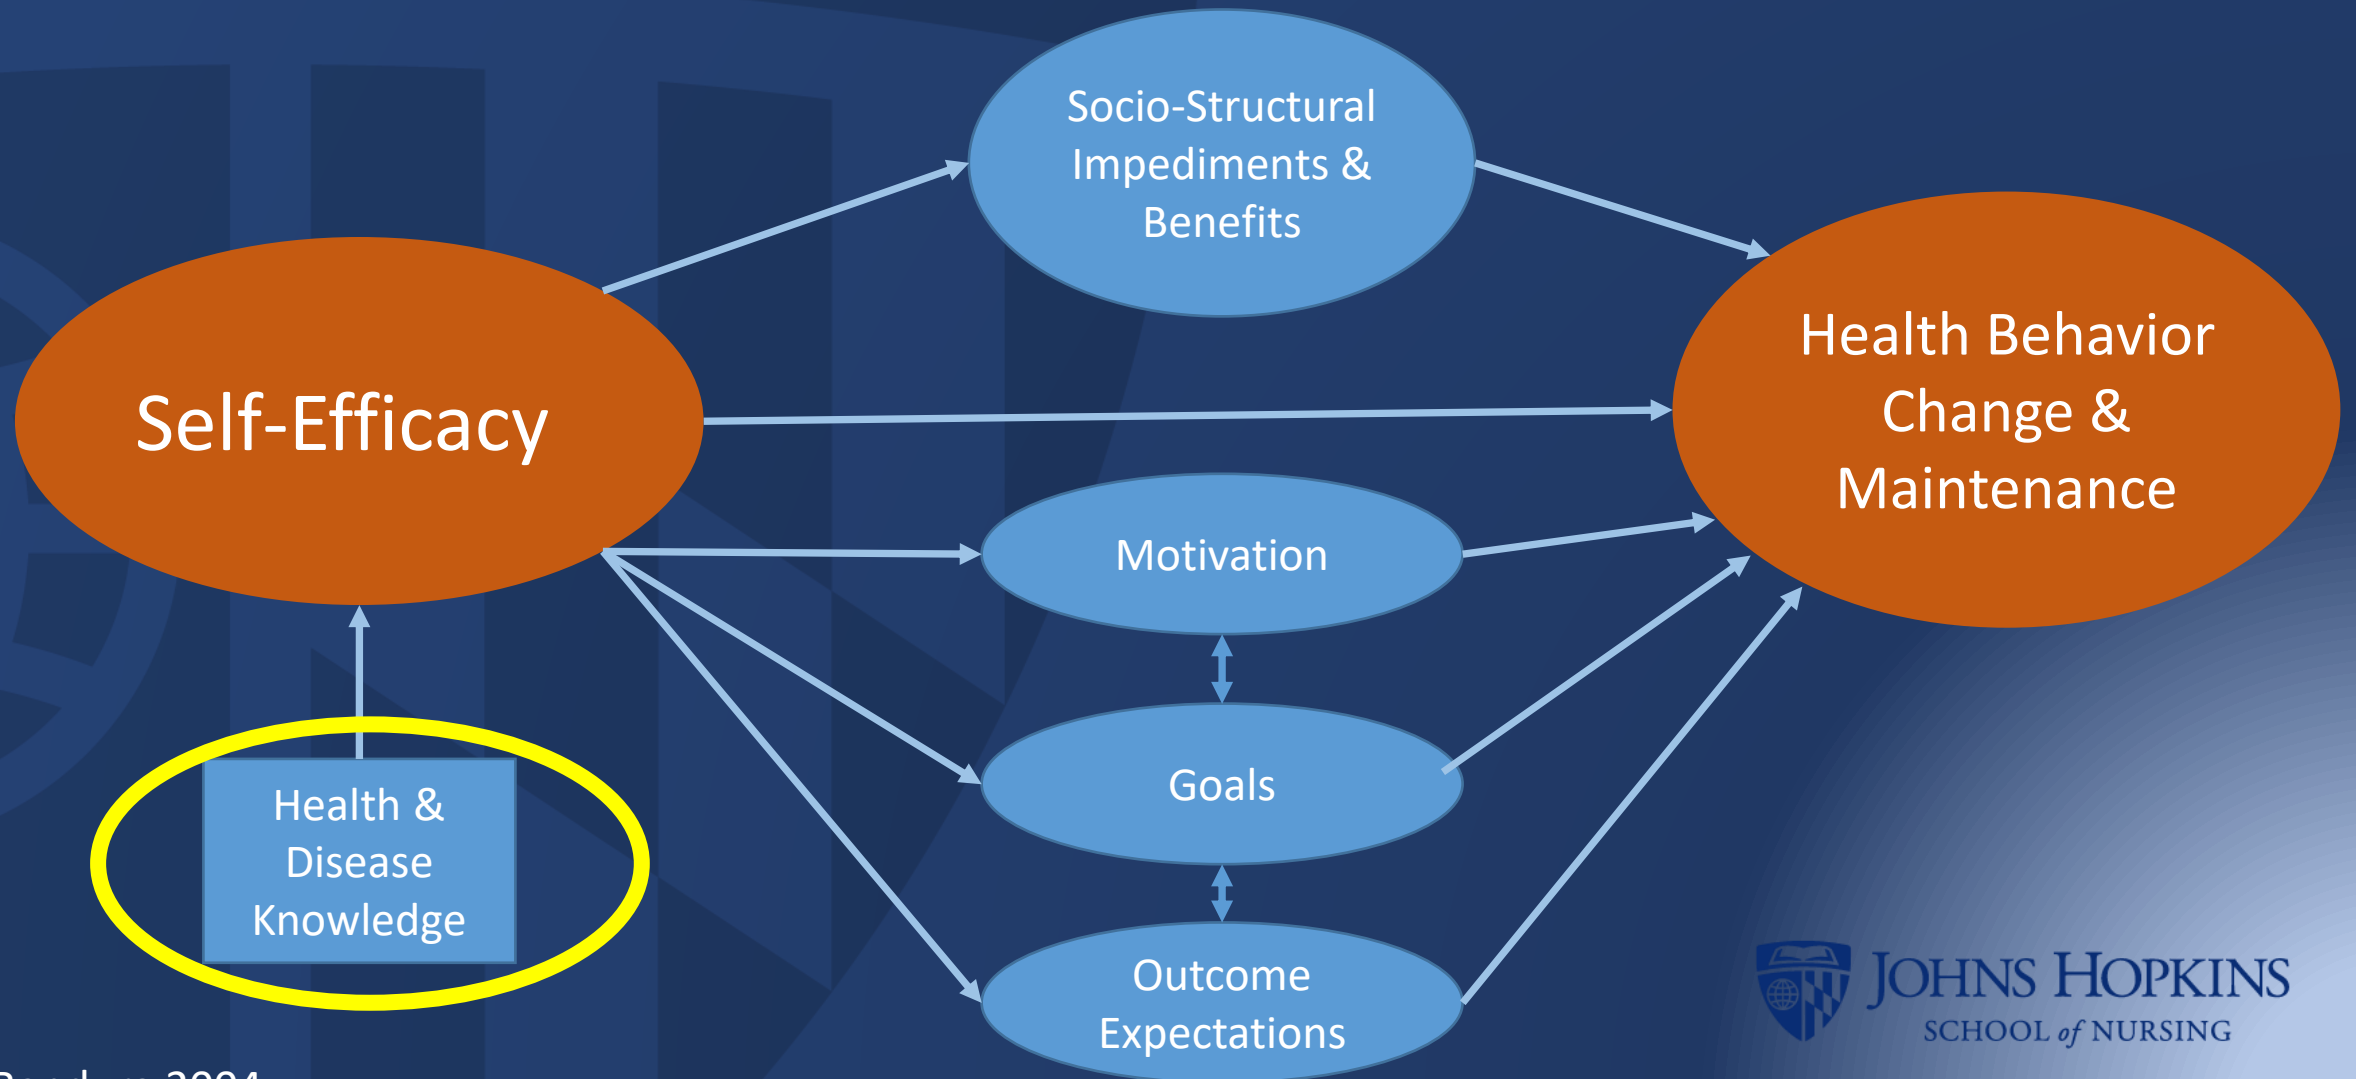 Socio-Structural
Impediments &
Benefits
Self-Efficacy
Health Behavior
Change &
Maintenance
Motivation
Goals
Health &
Disease
Knowledge
Outcome
Expectations
JOHNS HOPKINS
SCHOOL of NURSING